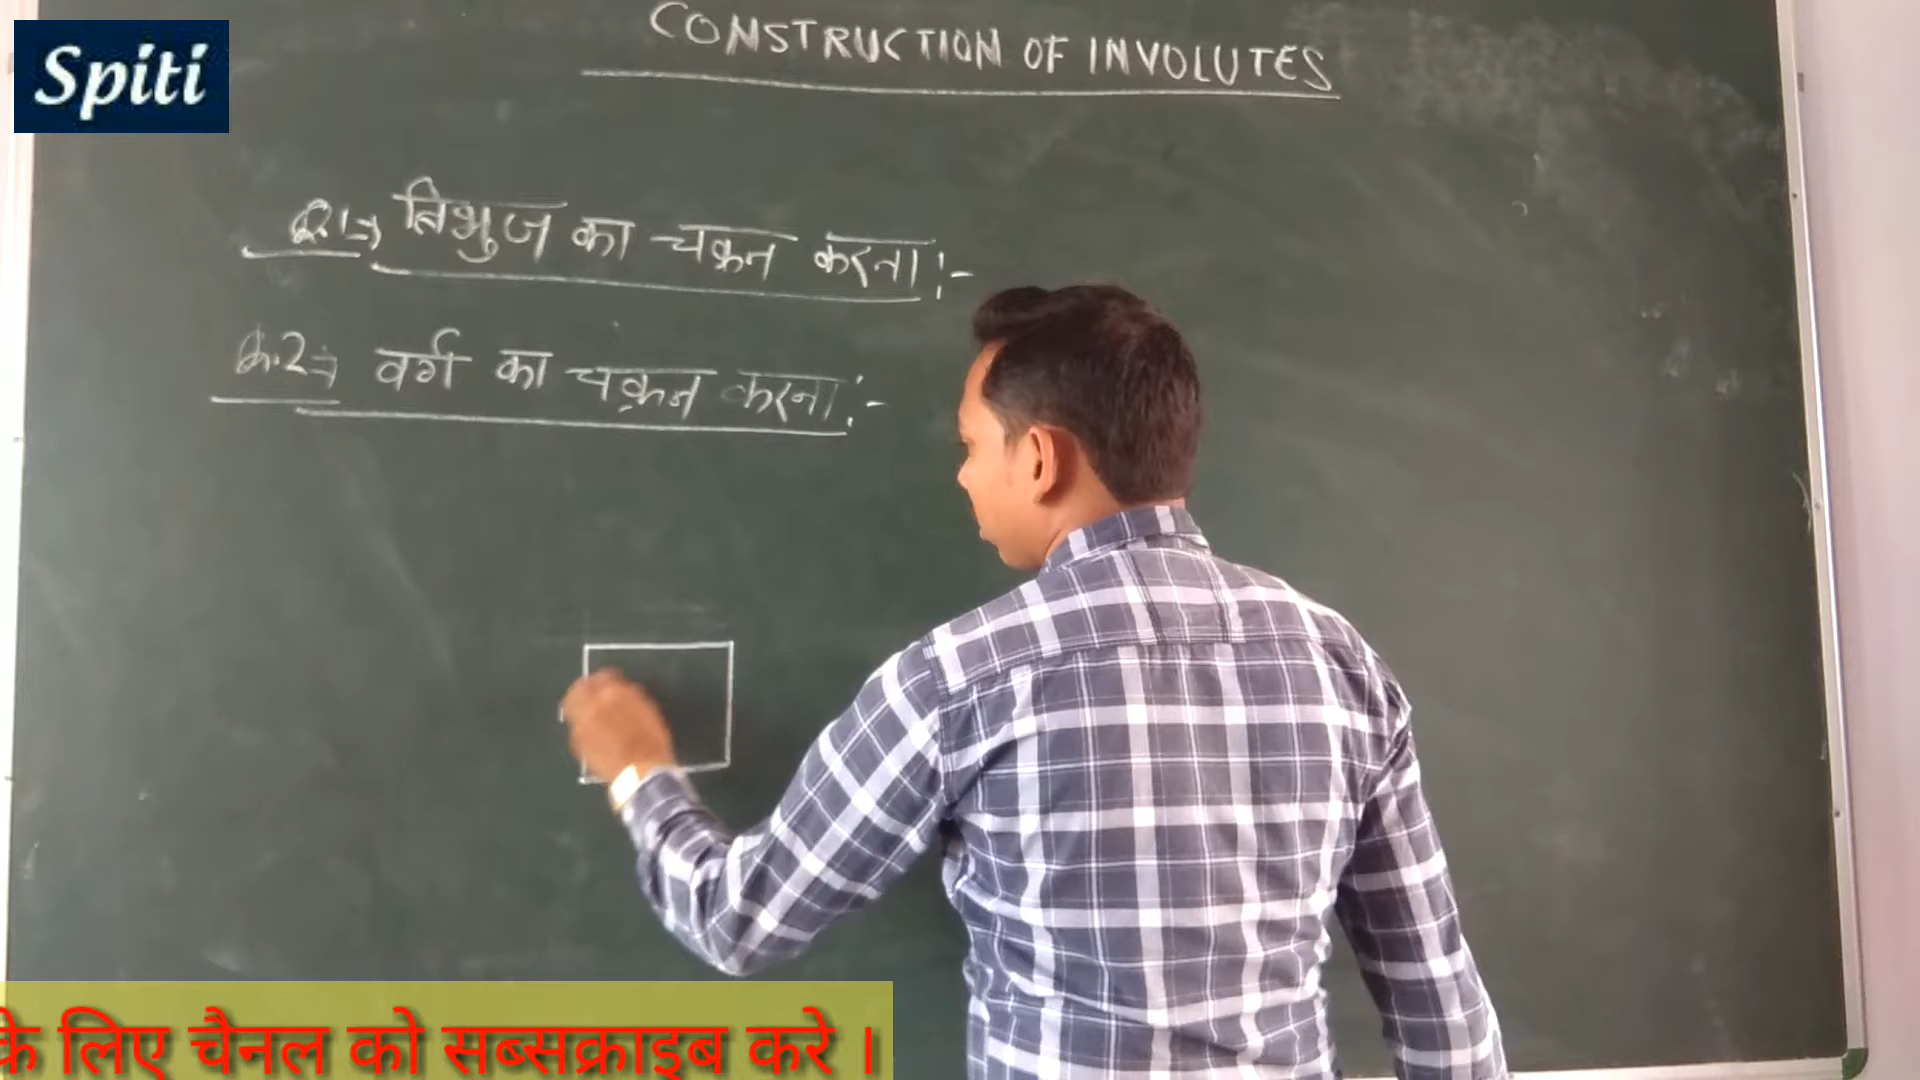 Spiti
CONSTRUCTION OF INVOLUTES
Q.1⇒ त्रिभुज का चक्रन करना :-
Q.2⇒ वर्ग का चक्रन करना :-
के लिए चैनल को सब्सक्राइब करे ।